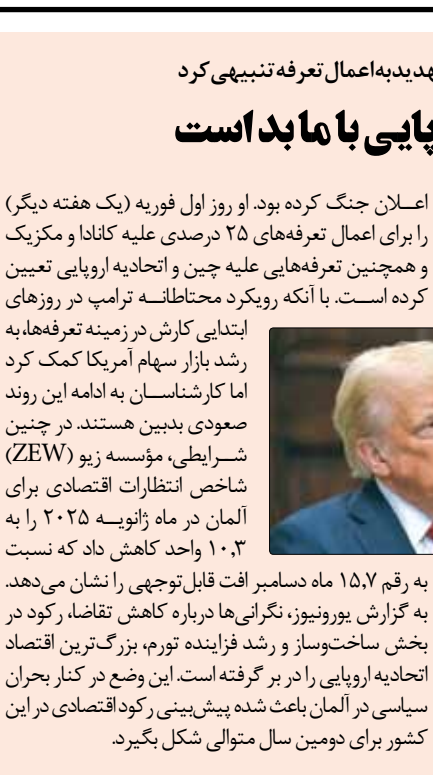 هدیدبه‌اعمال‌تعرفه‌تنبیهی‌کرد
پایی با ما بد است
اعــلان جنگ کرده بود. او روز اول فوریه (یک هفته دیگر)
را برای اعمال تعرفه‌های ۲۵ درصدی علیه کانادا و مکزیک
و همچنین تعرفه‌هایی علیه چین و اتحادیه اروپایی تعیین
کرده اســت. با آنکه رویکرد محتاطانــه ترامپ در روزهای
ابتدایی کارش در زمینه تعرفه‌ها، به
رشد بازار سهام آمریکا کمک کرد
اما کارشناســان به ادامه این روند
صعودی بدبین هستند. در چنین
شــرایطی، مؤسسه زیو (ZEW)
شاخص انتظارات اقتصادی برای
آلمان در ماه ژانویــه ۲۰۲۵ را به
۱۰,۳ واحد کاهش داد که نسبت
به رقم ۱۵,۷ ماه دسامبر افت قابل‌توجهی را نشان می‌دهد.
به گزارش یورونیوز، نگرانی‌ها درباره کاهش تقاضا، رکود در
بخش ساخت‌وساز و رشد فزاینده تورم، بزرگ‌ترین اقتصاد
اتحادیه اروپایی را در بر گرفته است. این وضع در کنار بحران
سیاسی در آلمان باعث شده پیش‌بینی رکود اقتصادی در این
کشور برای دومین سال متوالی شکل بگیرد.